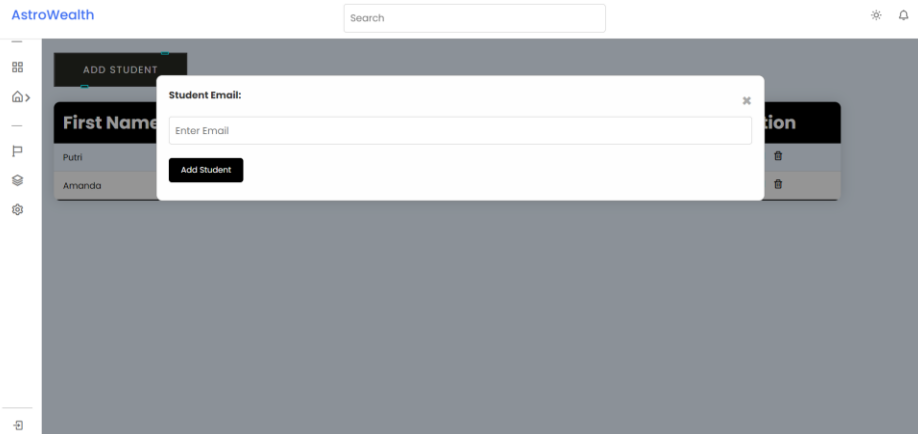 AstroWealth
Search
ADD STUDENT
Student Email:
Enter Email
Add Student
First Name
tion
Putri
Amanda